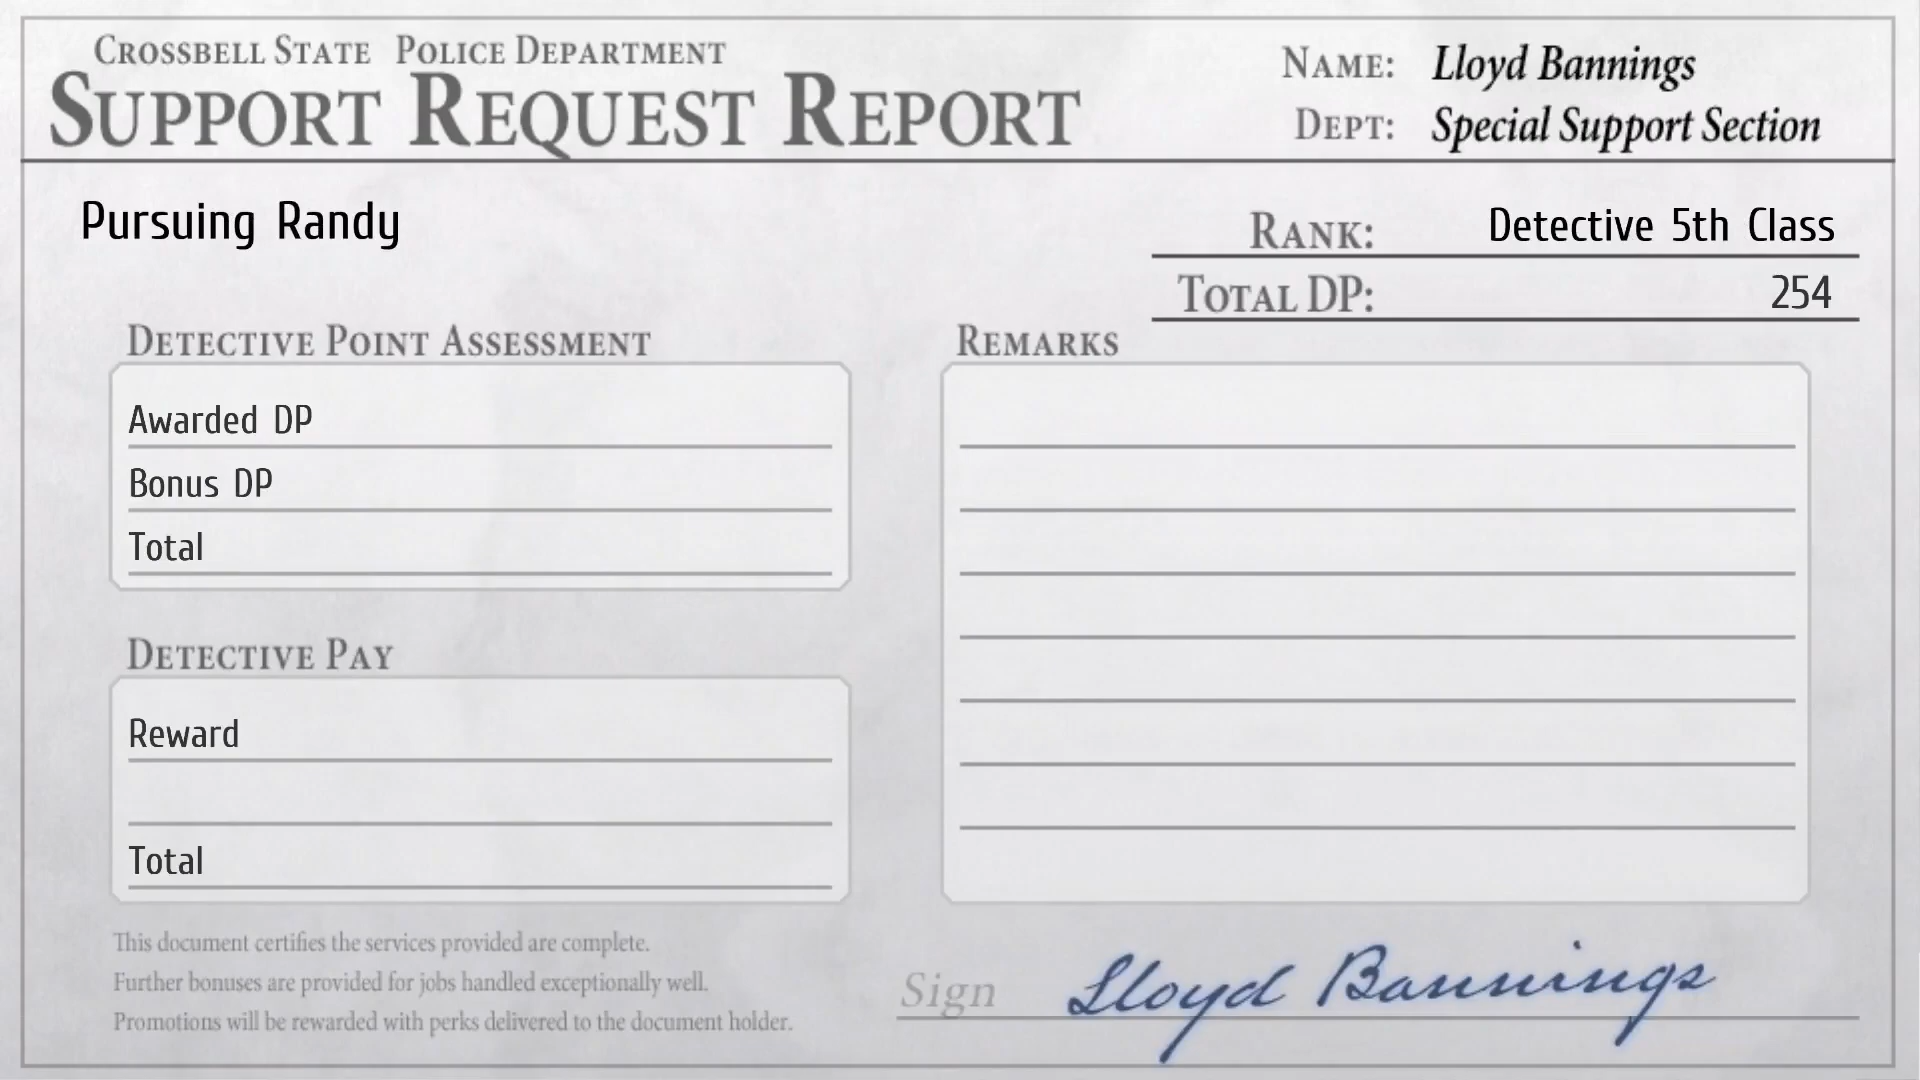 CROSSBELL STATE POLICE DEPARTMENT
SUPPORT REQUEST REPORT
NAME: Lloyd Bannings
DEPT: Special Support Section
Pursuing Randy
RANK: Detective 5th Class
TOTAL DP: 254
DETECTIVE POINT ASSESSMENT
Awarded DP
Bonus DP
Total
DETECTIVE PAY
Reward
Total
REMARKS
This document certifies the services provided are complete.
Further bonuses are provided for jobs handled exceptionally well.
Promotions will be rewarded with perks delivered to the document holder.
Sign Lloyd Bannings